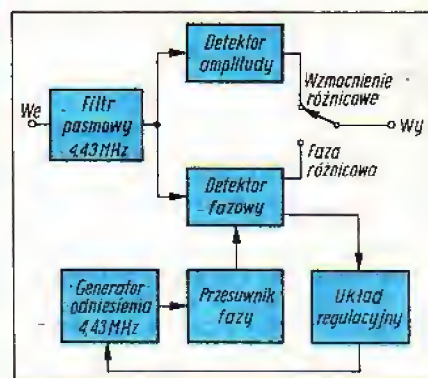 Detektor
amplitudy
We
Filtr
pasmowy
4,43 MHz
Wzmocnienie
różnicowe
Wy
Faza
różnicowa
Detektor
fazowy
Generator
odniesienia
4,43 MHz
Przesuwnik
fazy
Układ
regulacyjny